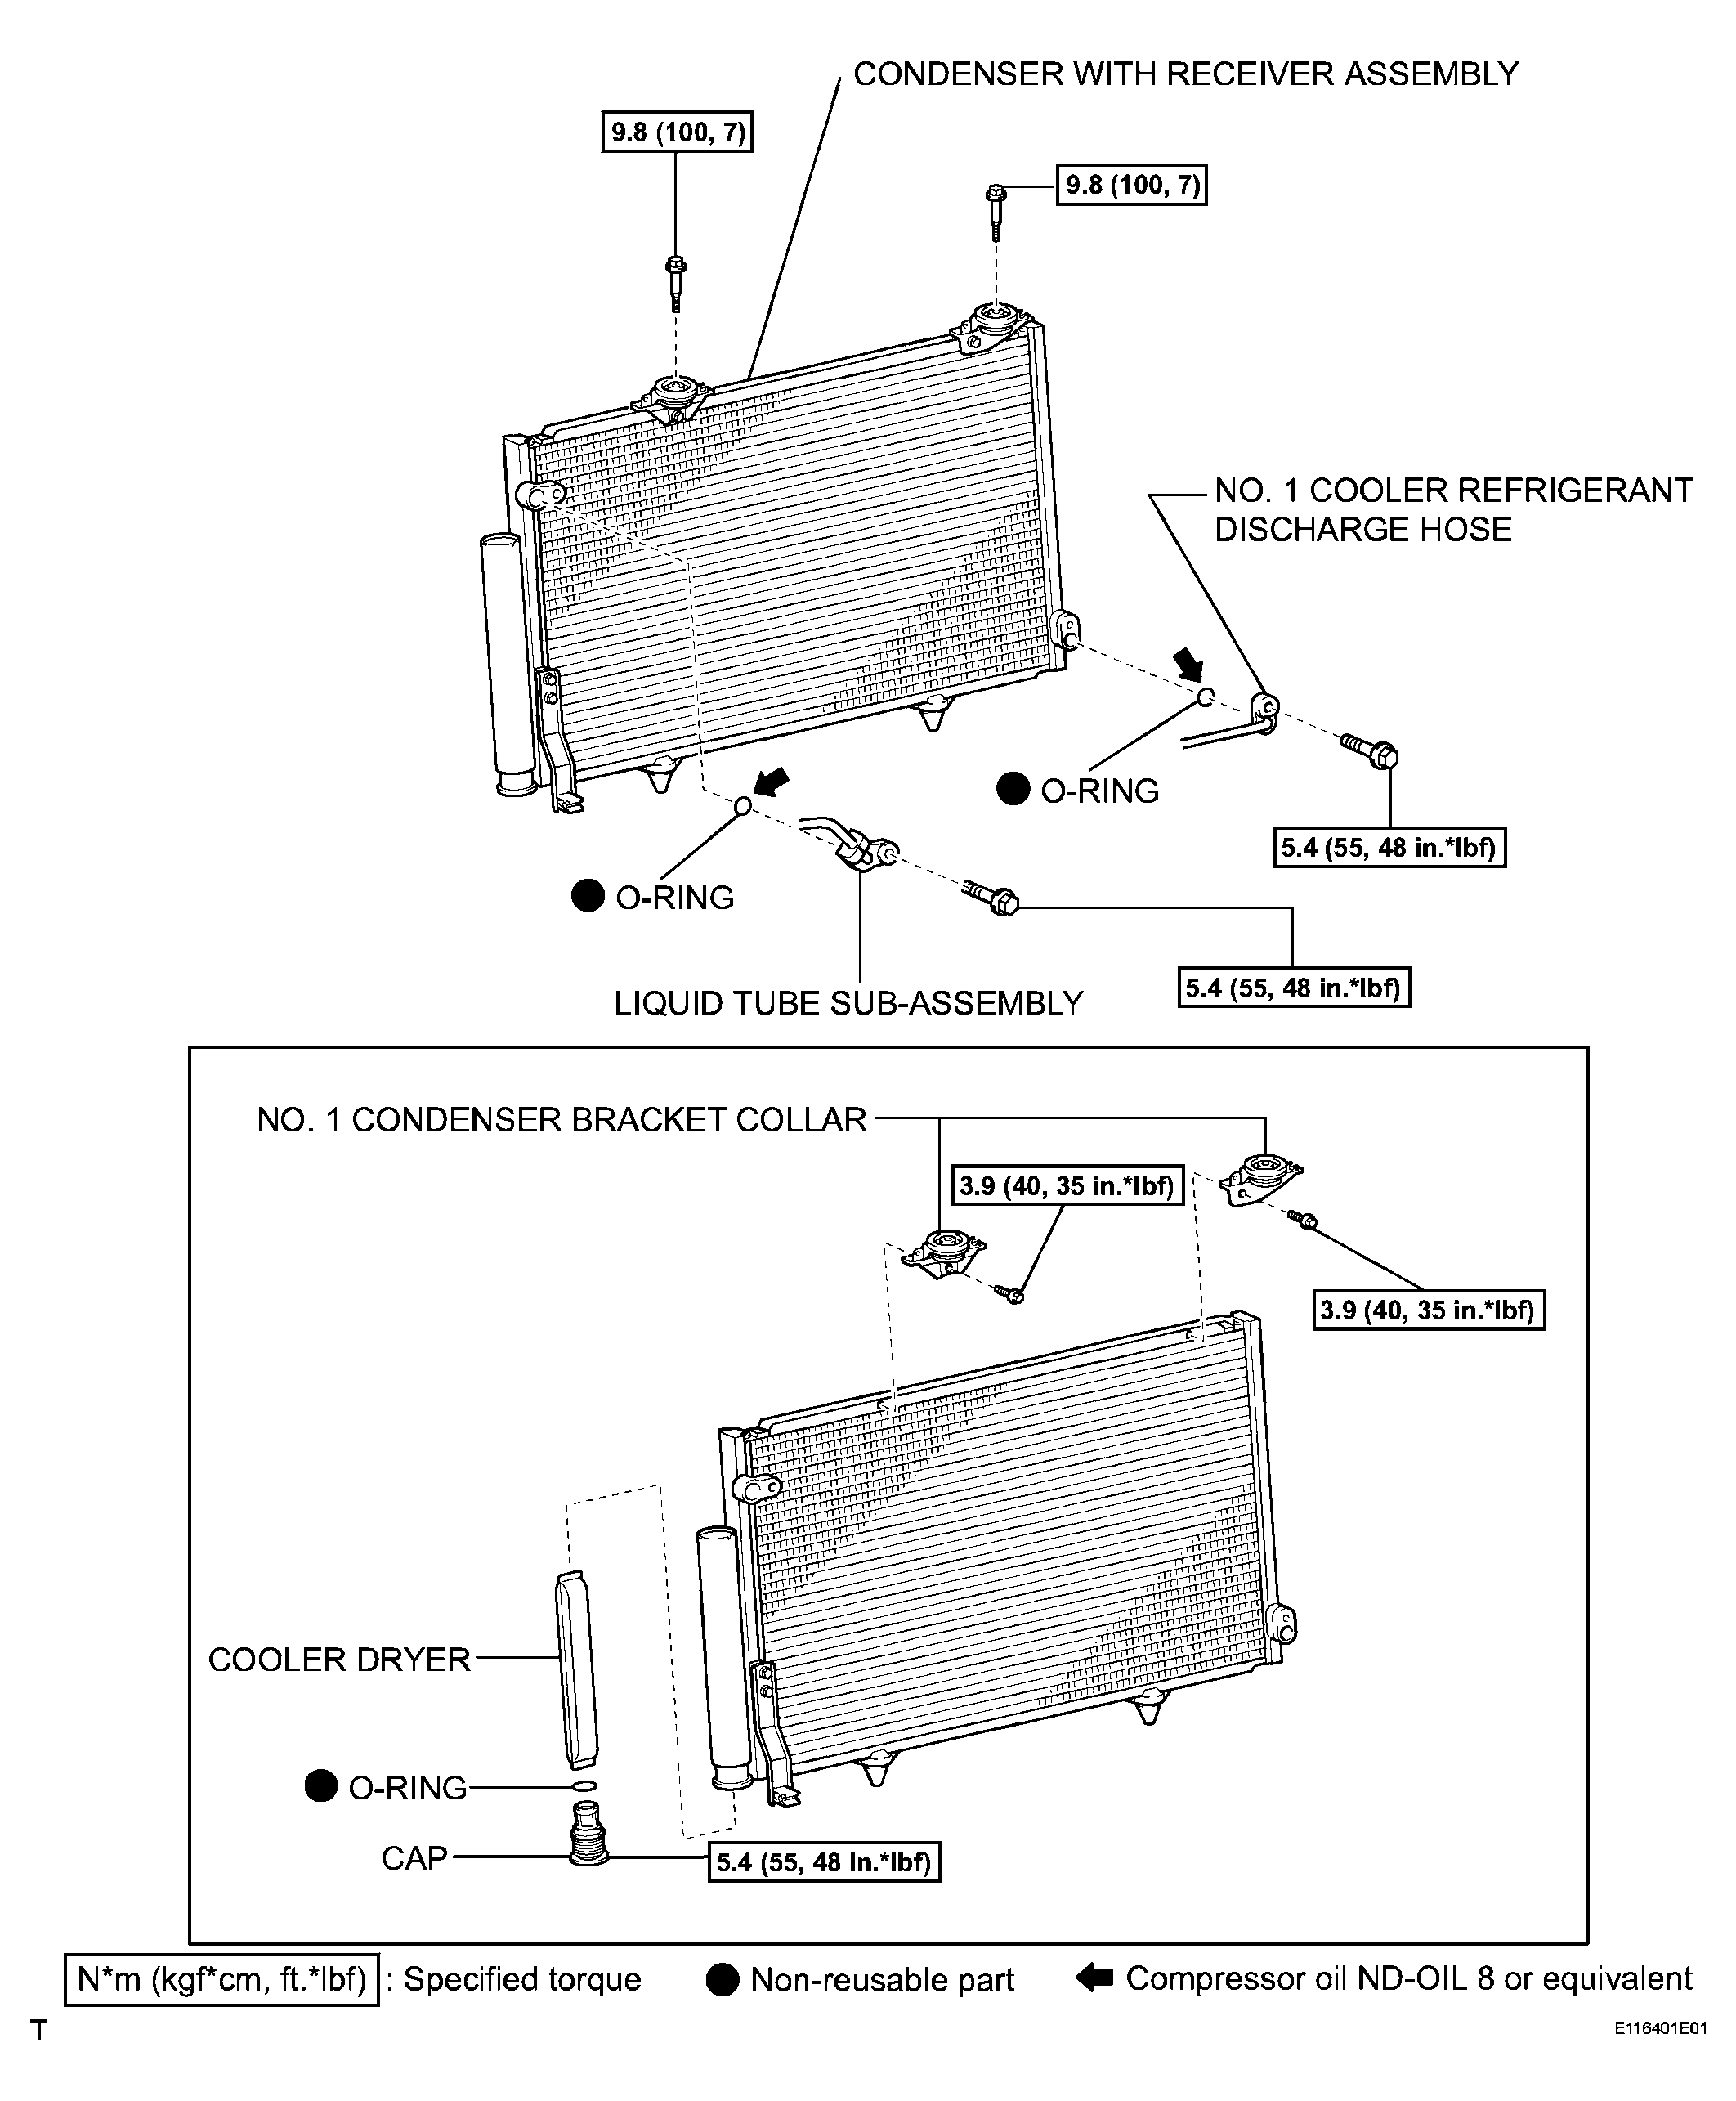 CONDENSER WITH RECEIVER ASSEMBLY
9.8 (100, 7)
9.8 (100, 7)
NO. 1 COOLER REFRIGERANT
DISCHARGE HOSE
O-RING
5.4 (55, 48 in.*lbf)
O-RING
5.4 (55, 48 in.*lbf)
LIQUID TUBE SUB-ASSEMBLY
NO. 1 CONDENSER BRACKET COLLAR
3.9 (40, 35 in.*lbf)
3.9 (40, 35 in.*lbf)
COOLER DRYER
O-RING
CAP
5.4 (55, 48 in.*lbf)
N*m (kgf*cm, ft.*lbf) : Specified torque
Non-reusable part
Compressor oil ND-OIL 8 or equivalent
T
E116401E01